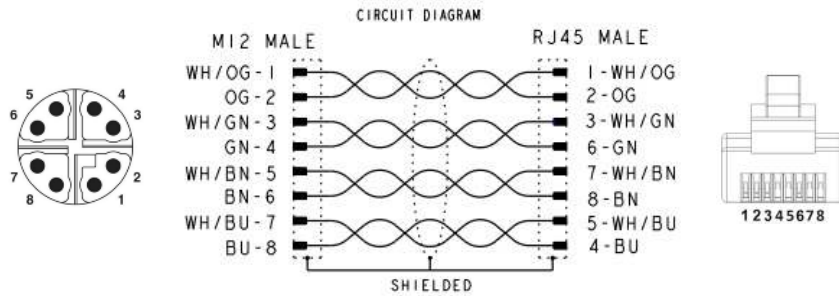 CIRCUIT DIAGRAM
M12 MALE
RJ45 MALE
WH/OG-1
1-WH/OG
OG-2
2-OG
WH/GN-3
3-WH/GN
GN-4
6-GN
WH/BN-5
7-WH/BN
BN-6
8-BN
WH/BU-7
5-WH/BU
BU-8
4-BU
SHIELDED
5 4
6 3
7 2
8 1
12345678